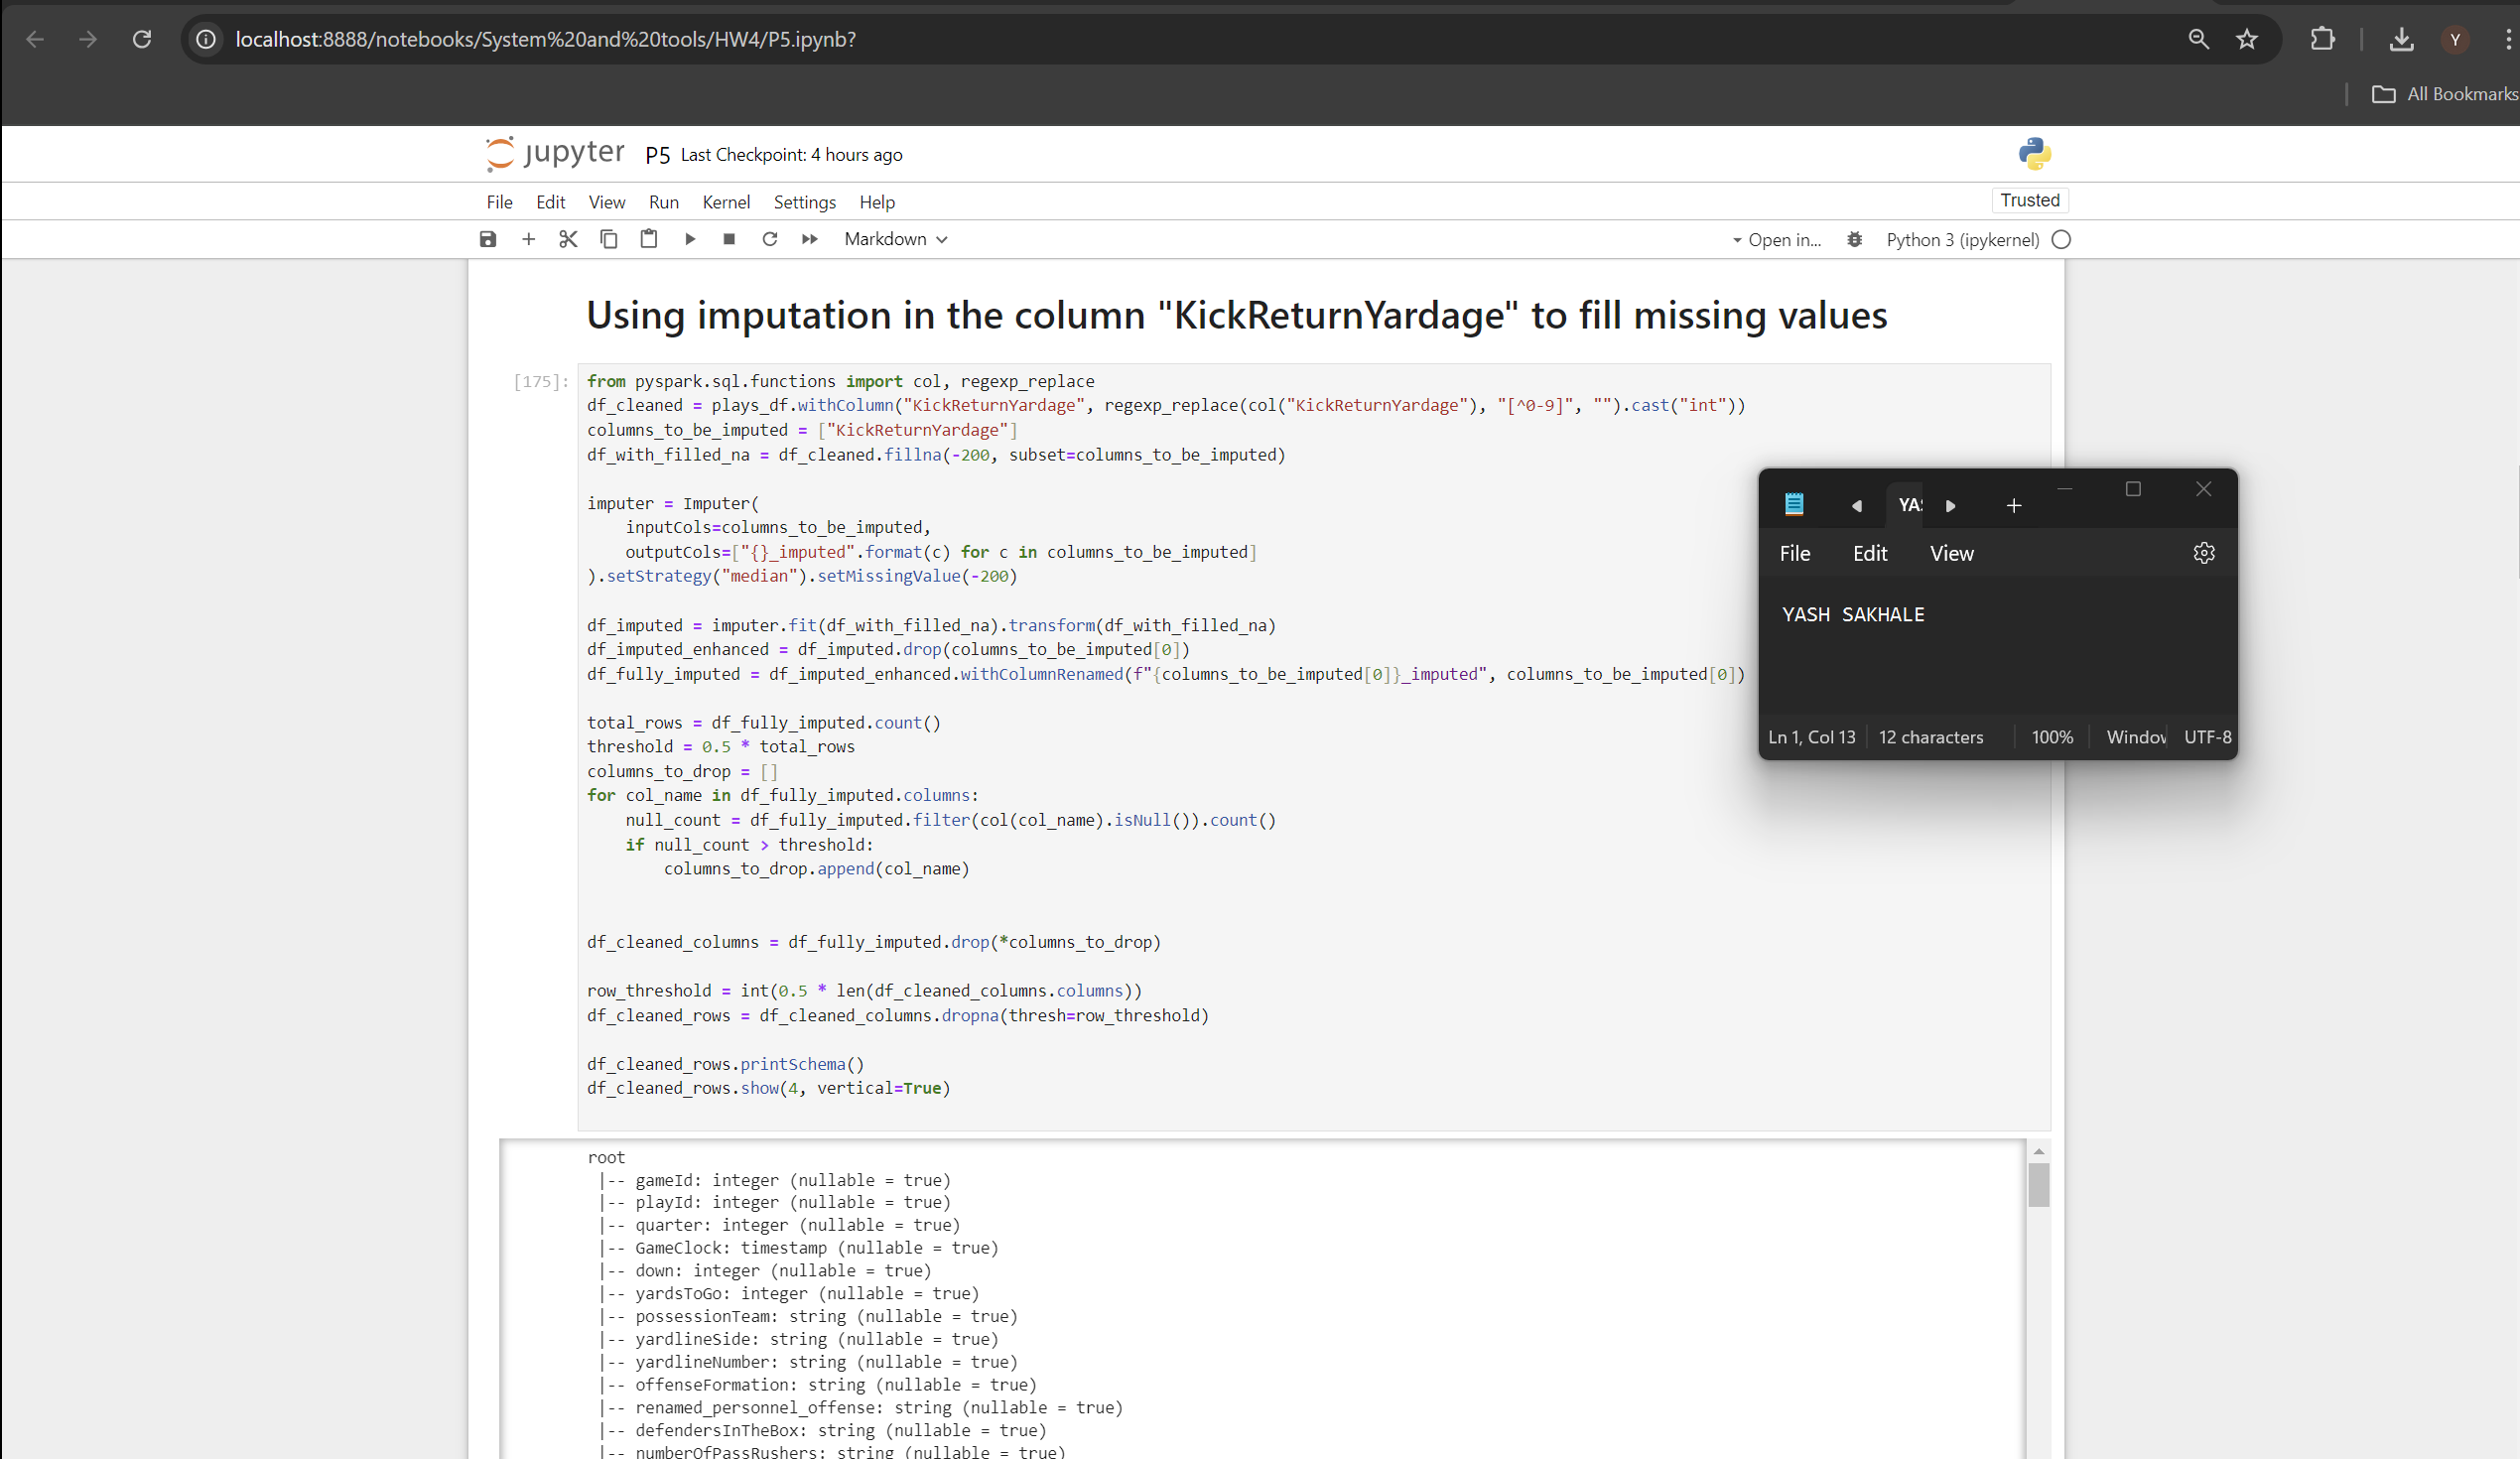 localhost:8888/notebooks/System%20and%20tools/HW4/P5.ipynb?
Y
All Bookmarks
jupyter P5 Last Checkpoint: 4 hours ago
File Edit View Run Kernel Settings Help
Trusted
Markdown
Open in...
Python 3 (ipykernel)
Using imputation in the column "KickReturnYardage" to fill missing values
[175]:
from pyspark.sql.functions import col, regexp_replace
df_cleaned = plays_df.withColumn("KickReturnYardage", regexp_replace(col("KickReturnYardage"), "[^0-9]", "").cast("int"))
columns_to_be_imputed = ["KickReturnYardage"]
df_with_filled_na = df_cleaned.fillna(-200, subset=columns_to_be_imputed)
imputer = Imputer(
    inputCols=columns_to_be_imputed,
    outputCols=["{}_imputed".format(c) for c in columns_to_be_imputed]
).setStrategy("median").setMissingValue(-200)
df_imputed = imputer.fit(df_with_filled_na).transform(df_with_filled_na)
df_imputed_enhanced = df_imputed.drop(columns_to_be_imputed[0])
df_fully_imputed = df_imputed_enhanced.withColumnRenamed(f"{columns_to_be_imputed[0]}_imputed", columns_to_be_imputed[0])
total_rows = df_fully_imputed.count()
threshold = 0.5 * total_rows
columns_to_drop = []
for col_name in df_fully_imputed.columns:
    null_count = df_fully_imputed.filter(col(col_name).isNull()).count()
    if null_count > threshold:
        columns_to_drop.append(col_name)
df_cleaned_columns = df_fully_imputed.drop(*columns_to_drop)
row_threshold = int(0.5 * len(df_cleaned_columns.columns))
df_cleaned_rows = df_cleaned_columns.dropna(thresh=row_threshold)
df_cleaned_rows.printSchema()
df_cleaned_rows.show(4, vertical=True)
root
 |-- gameId: integer (nullable = true)
 |-- playId: integer (nullable = true)
 |-- quarter: integer (nullable = true)
 |-- GameClock: timestamp (nullable = true)
 |-- down: integer (nullable = true)
 |-- yardsToGo: integer (nullable = true)
 |-- possessionTeam: string (nullable = true)
 |-- yardlineSide: string (nullable = true)
 |-- yardlineNumber: string (nullable = true)
 |-- offenseFormation: string (nullable = true)
 |-- renamed_personnel_offense: string (nullable = true)
 |-- defendersInTheBox: string (nullable = true)
 |-- numberOfPassRushers: string (nullable = true)
YAS
File Edit View
YASH SAKHALE
Ln 1, Col 13 12 characters 100% Window UTF-8